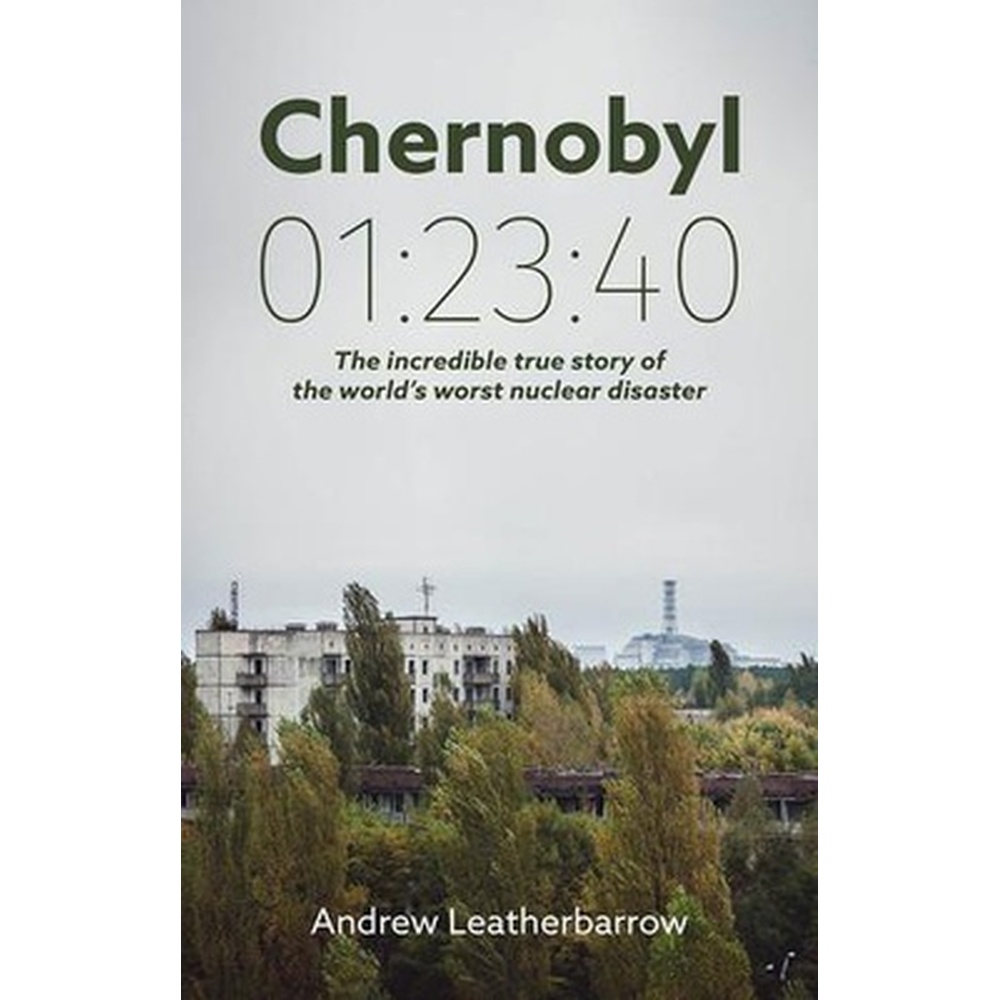 Chernobyl
01:23:40
The incredible true story of
the world's worst nuclear disaster
Andrew Leatherbarrow